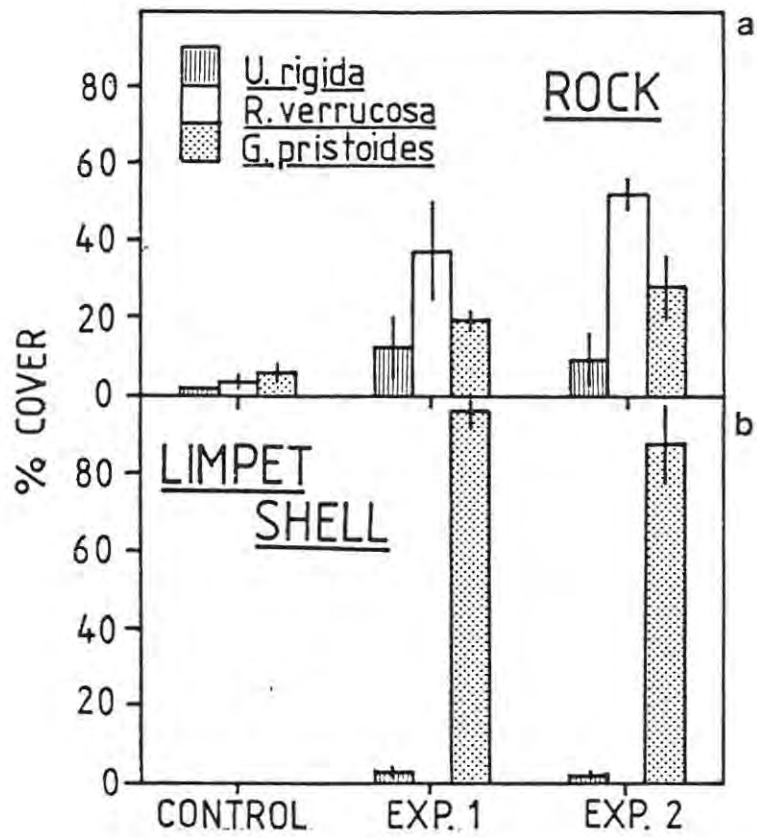 a
U. rigida
R. verrucosa
G. pristoides
ROCK
80
60
40
20
0
% COVER
b
LIMPET
SHELL
80
60
40
20
0
CONTROL EXP. 1 EXP. 2